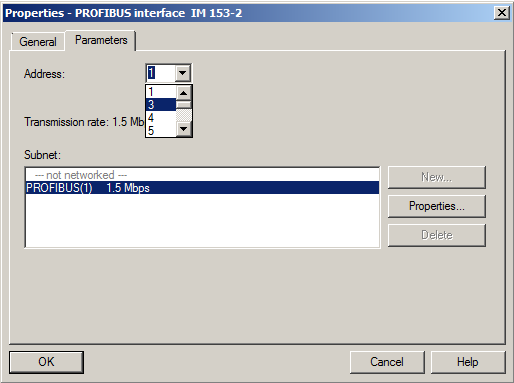 Properties - PROFIBUS interface IM 153-2
General
Parameters
Address:
1
1
3
4
5
Transmission rate: 1.5 Mb
Subnet:
--- not networked ---
PROFIBUS(1) 1.5 Mbps
New...
Properties...
Delete
OK
Cancel
Help